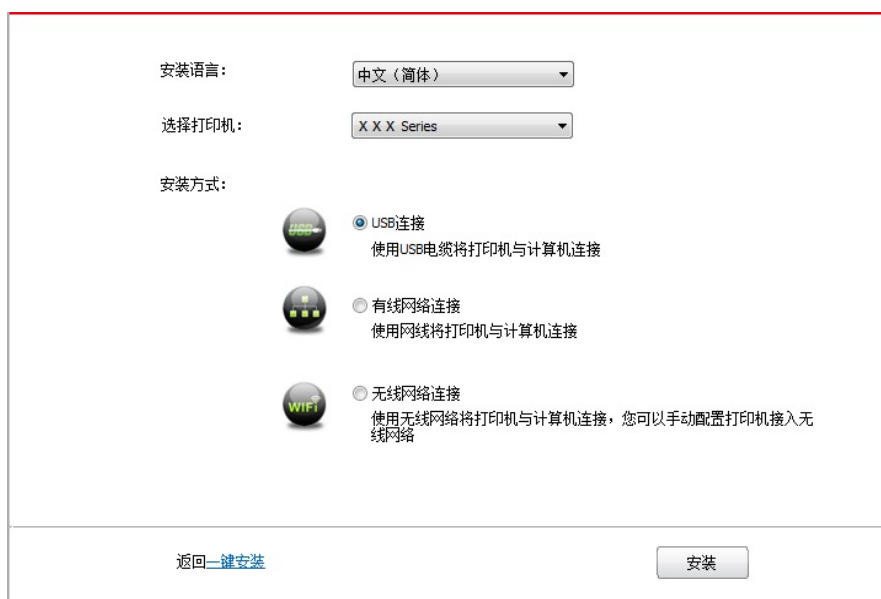 安装语言：
中文（简体）
选择打印机：
X X X Series
安装方式：
USB
USB连接
使用USB电缆将打印机与计算机连接
有线网络连接
使用网线将打印机与计算机连接
WiFi
无线网络连接
使用无线网络将打印机与计算机连接，您可以手动配置打印机接入无
线网络
返回一键安装
安装